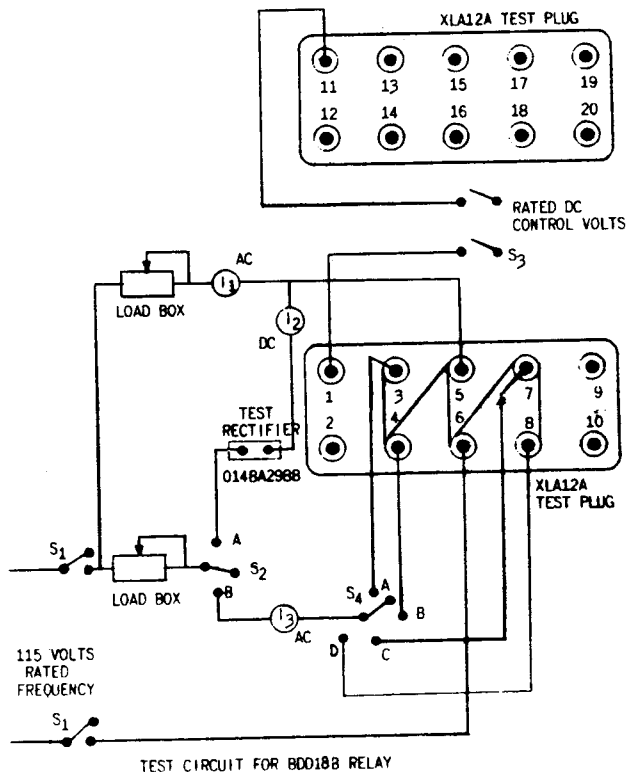 XLA12A TEST PLUG
11 13 15 17 19
12 14 16 18 20
RATED DC
CONTROL VOLTS
S3
AC
I1
LOAD BOX
I2
DC
1 3 5 7 9
2 4 6 8 10
TEST
RECTIFIER
0148A2988
XLA12A
TEST PLUG
A
S1
S2
LOAD BOX
B
S4
A
B
I3
AC
D
C
115 VOLTS
RATED
FREQUENCY
S1
TEST CIRCUIT FOR BDD18B RELAY